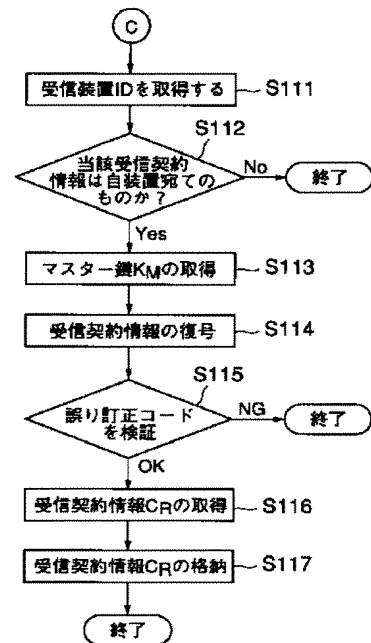 C
受信装置IDを取得する
S111
S112
当該受信契約
情報は自装置宛ての
ものか？
No
終了
Yes
マスター鍵KMの取得
S113
受信契約情報の復号
S114
S115
誤り訂正コード
を検証
NG
終了
OK
受信契約情報CRの取得
S116
受信契約情報CRの格納
S117
終了